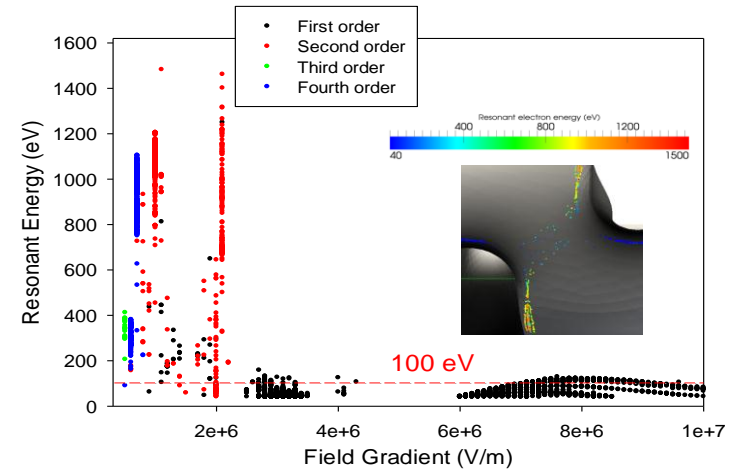 First order
Second order
Third order
Fourth order
Resonant Energy (eV)
1600
1400
1200
1000
800
600
400
200
0
Resonant electron energy (eV)
400 800 1200
40 1500
100 eV
2e+6 4e+6 6e+6 8e+6 1e+7
Field Gradient (V/m)